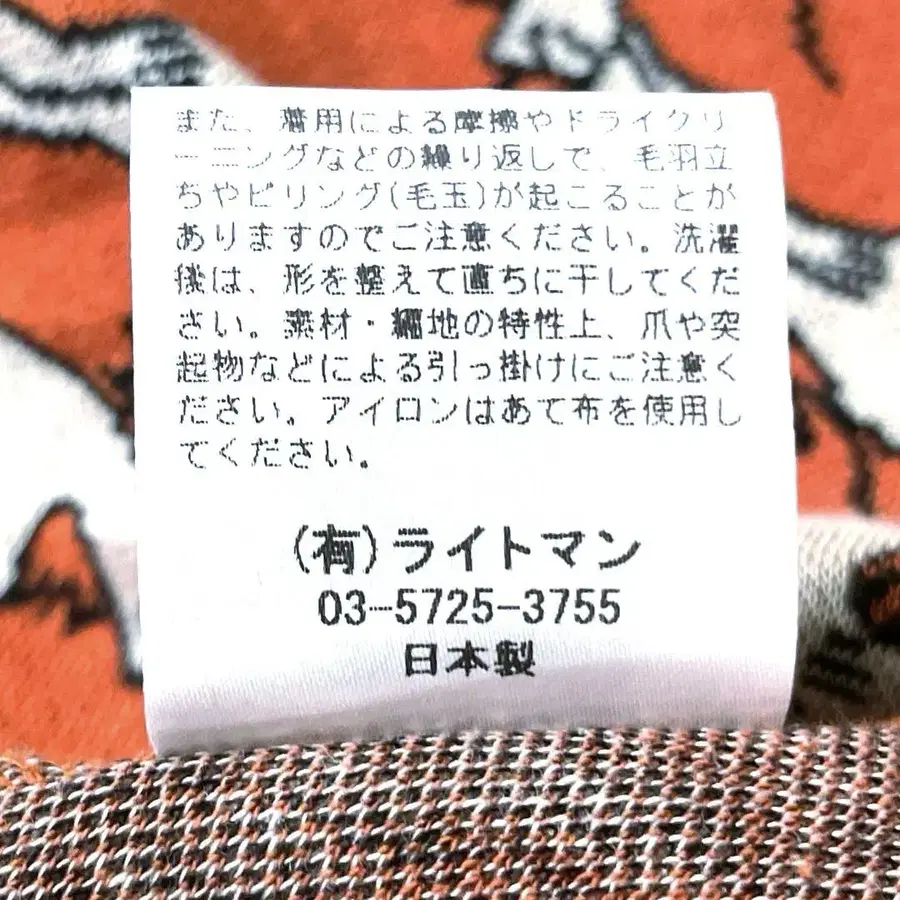 また、着用による摩擦やドライクリ
ーニングなどの繰り返しで、毛羽立
ちやピリング(毛玉)が起こることが
ありますのでご注意ください。洗濯
後は、形を整えて直ちに干してくだ
さい。素材・編地の特性上、爪や突
起物などによる引っ掛けにご注意く
ださい。アイロンはあて布を使用し
てください。
(有)ライトマン
03-5725-3755
日本製